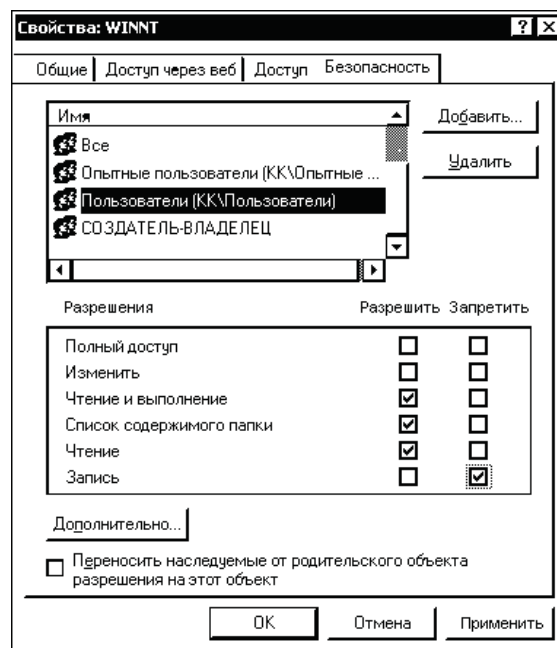 Свойства: WINNT
Общие Доступ через веб Доступ Безопасность
Имя
Добавить...
Удалить
Все
Опытные пользователи (KK\Опытные ...
Пользователи (KK\Пользователи)
СОЗДАТЕЛЬ-ВЛАДЕЛЕЦ
Разрешения Разрешить Запретить
Полный доступ
Изменить
Чтение и выполнение
Список содержимого папки
Чтение
Запись
Дополнительно...
Переносить наследуемые от родительского объекта
разрешения на этот объект
OK Отмена Применить